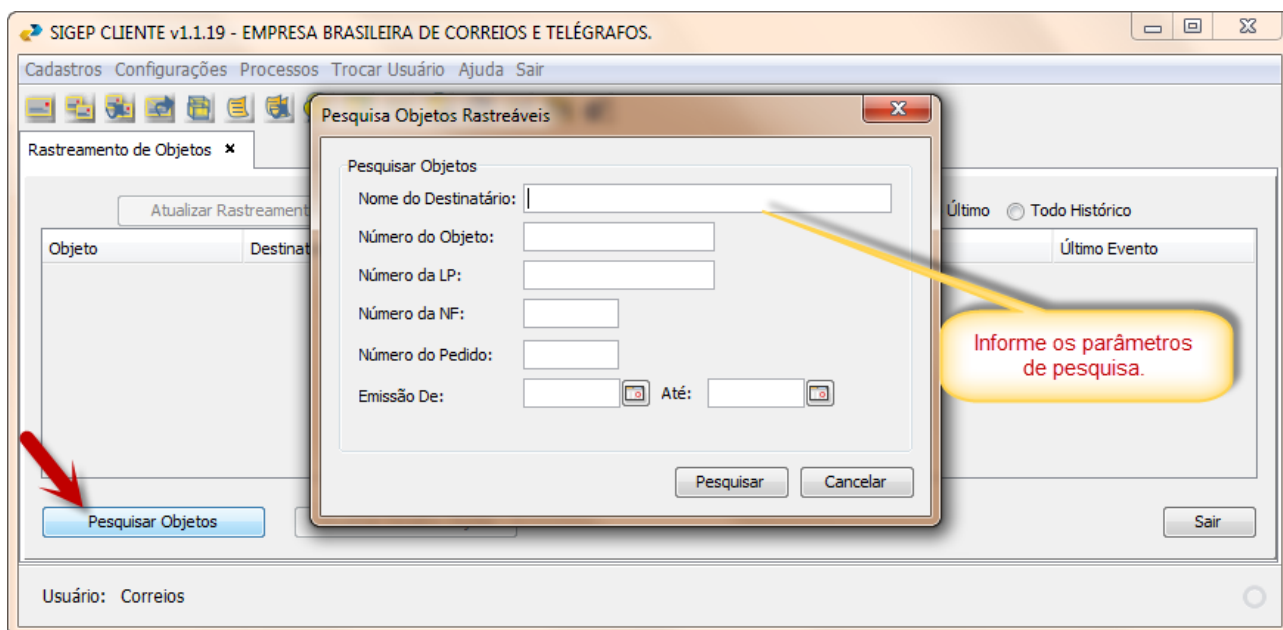 SIGEP CLIENTE v1.1.19 - EMPRESA BRASILEIRA DE CORREIOS E TELÉGRAFOS.
Cadastros Configurações Processos Trocar Usuário Ajuda Sair
Pesquisa Objetos Rastreáveis
Rastreamento de Objetos
Pesquisar Objetos
Nome do Destinatário:
Atualizar Rastreament
Último Todo Histórico
Número do Objeto:
Objeto Destinat Último Evento
Número da LP:
Número da NF:
Número do Pedido:
Emissão De: Até:
Informe os parâmetros
de pesquisa.
Pesquisar Cancelar
Pesquisar Objetos Sair
Usuário: Correios